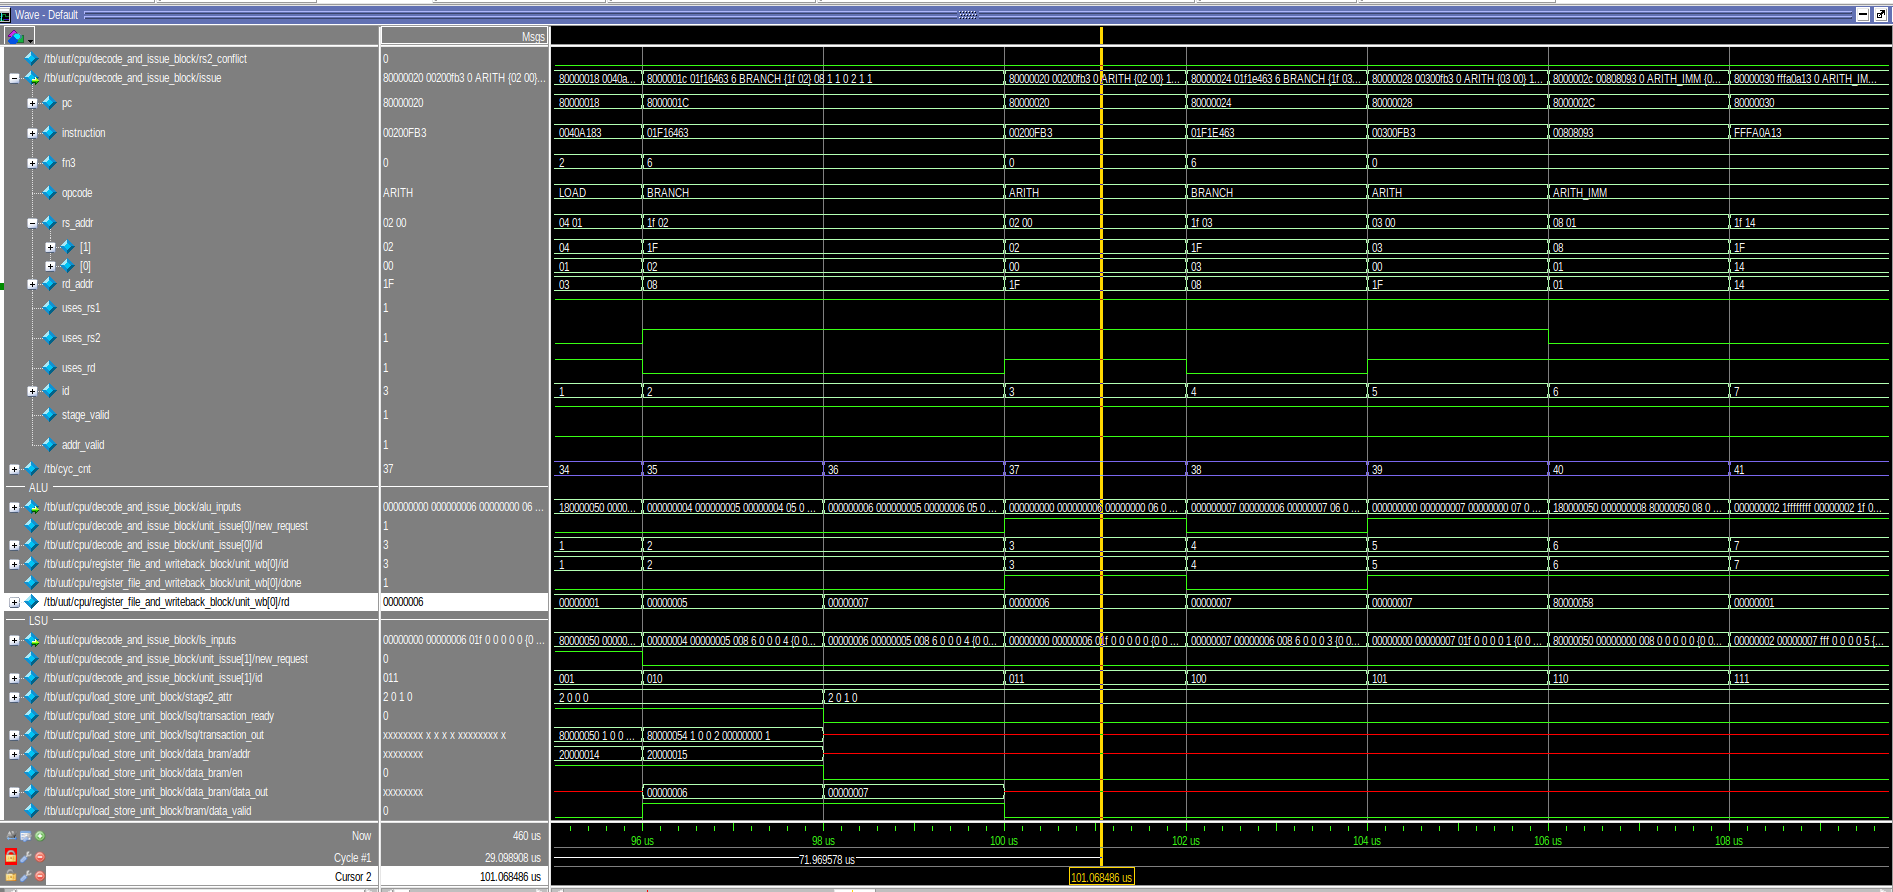 Wave - Default
Msgs
/tb/uut/cpu/decode_and_issue_block/rs2_conflict 0
/tb/uut/cpu/decode_and_issue_block/issue 80000020 00200fb3 0 ARITH {02 00}... 80000018 0040a... 8000001c 01f16463 6 BRANCH {1f 02} 08 1 1 0 2 1 1 80000020 00200fb3 0 ARITH {02 00} 1... 80000024 01f1e463 6 BRANCH {1f 03... 80000028 00300fb3 0 ARITH {03 00} 1... 8000002c 00808093 0 ARITH_IMM {0... 80000030 fffa0a13 0 ARITH_IM...
pc 80000020 80000018 8000001C 80000020 80000024 80000028 8000002C 80000030
instruction 00200FB3 0040A183 01F16463 00200FB3 01F1E463 00300FB3 00808093 FFFA0A13
fn3 0 2 6 0 6 0
opcode ARITH LOAD BRANCH ARITH BRANCH ARITH ARITH_IMM
rs_addr 02 00 04 01 1f 02 02 00 1f 03 03 00 08 01 1f 14
[1] 02 04 1F 02 1F 03 08 1F
[0] 00 01 02 00 03 00 01 14
rd_addr 1F 03 08 1F 08 1F 01 14
uses_rs1 1
uses_rs2 1
uses_rd 1
id 3 1 2 3 4 5 6 7
stage_valid 1
addr_valid 1
/tb/cyc_cnt 37 34 35 36 37 38 39 40 41
ALU
/tb/uut/cpu/decode_and_issue_block/alu_inputs 000000000 000000006 00000000 06 ... 180000050 0000... 000000004 000000005 00000004 05 0 ... 000000006 000000005 00000006 05 0 ... 000000000 000000006 00000000 06 0 ... 000000007 000000006 00000007 06 0 ... 000000000 000000007 00000000 07 0 ... 180000050 000000008 80000050 08 0 ... 000000002 1ffffffff 00000002 1f 0...
/tb/uut/cpu/decode_and_issue_block/unit_issue[0]/new_request 1
/tb/uut/cpu/decode_and_issue_block/unit_issue[0]/id 3 1 2 3 4 5 6 7
/tb/uut/cpu/register_file_and_writeback_block/unit_wb[0]/id 3 1 2 3 4 5 6 7
/tb/uut/cpu/register_file_and_writeback_block/unit_wb[0]/done 1
/tb/uut/cpu/register_file_and_writeback_block/unit_wb[0]/rd 00000006 00000001 00000005 00000007 00000006 00000007 00000007 80000058 00000001
LSU
/tb/uut/cpu/decode_and_issue_block/ls_inputs 00000000 00000006 01f 0 0 0 0 0 {0 ... 80000050 00000... 00000004 00000005 008 6 0 0 0 4 {0 0... 00000006 00000005 008 6 0 0 0 4 {0 0... 00000000 00000006 01f 0 0 0 0 0 {0 0... 00000007 00000006 008 6 0 0 0 3 {0 0... 00000000 00000007 01f 0 0 0 0 1 {0 0... 80000050 00000000 008 0 0 0 0 0 {0 0... 00000002 00000007 fff 0 0 0 0 5 {...
/tb/uut/cpu/decode_and_issue_block/unit_issue[1]/new_request 0
/tb/uut/cpu/decode_and_issue_block/unit_issue[1]/id 011 001 010 011 100 101 110 111
/tb/uut/cpu/load_store_unit_block/stage2_attr 2 0 1 0 2 0 0 0 2 0 1 0
/tb/uut/cpu/load_store_unit_block/lsq/transaction_ready 0
/tb/uut/cpu/load_store_unit_block/lsq/transaction_out xxxxxxxx x x x x xxxxxxxx x 80000050 1 0 0 ... 80000054 1 0 0 2 00000000 1
/tb/uut/cpu/load_store_unit_block/data_bram/addr xxxxxxxx 20000014 20000015
/tb/uut/cpu/load_store_unit_block/data_bram/en 0
/tb/uut/cpu/load_store_unit_block/data_bram/data_out xxxxxxxx 00000006 00000007
/tb/uut/cpu/load_store_unit_block/bram/data_valid 0
Now 460 us 96 us 98 us 100 us 102 us 104 us 106 us 108 us
Cycle #1 29.098908 us 71.969578 us
Cursor 2 101.068486 us 101.068486 us